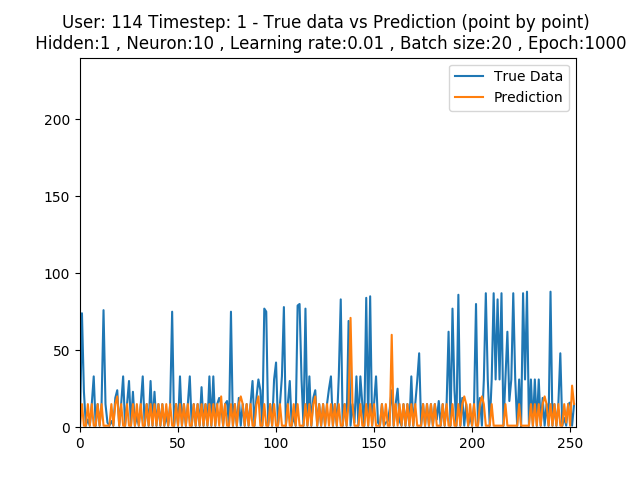 User: 114 Timestep: 1 - True data vs Prediction (point by point)
Hidden:1 , Neuron:10 , Learning rate:0.01 , Batch size:20 , Epoch:1000
True Data
Prediction
200
150
100
50
0
0 50 100 150 200 250